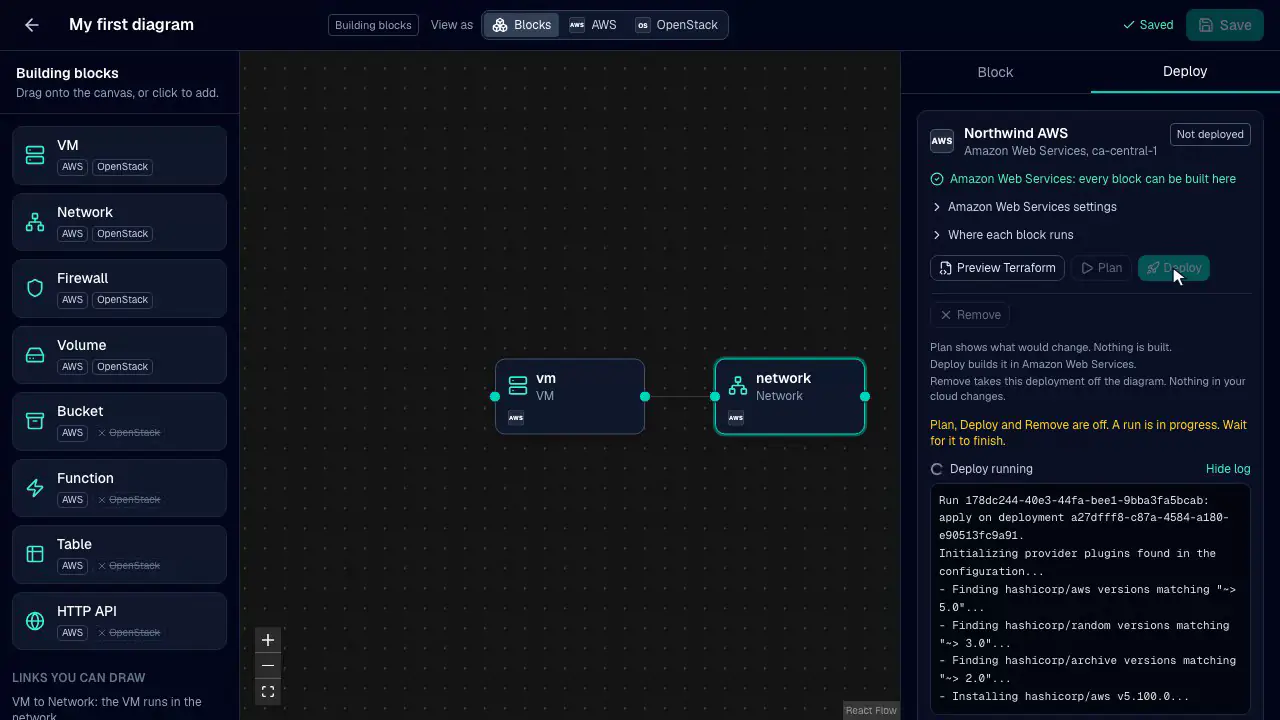 My first diagram
Building blocks
View as
Blocks
AWS
AWS
OS
OpenStack
Saved
Save
Building blocks
Drag onto the canvas, or click to add.
VM
AWS
OpenStack
Network
AWS
OpenStack
Firewall
AWS
OpenStack
Volume
AWS
OpenStack
Bucket
AWS
× OpenStack
Function
AWS
× OpenStack
Table
AWS
× OpenStack
HTTP API
AWS
× OpenStack
LINKS YOU CAN DRAW
VM to Network: the VM runs in the
network
vm
VM
AWS
network
Network
AWS
React Flow
Block
Deploy
AWS
Northwind AWS
Amazon Web Services, ca-central-1
Not deployed
Amazon Web Services: every block can be built here
Amazon Web Services settings
Where each block runs
Preview Terraform
Plan
Deploy
Remove
Plan shows what would change. Nothing is built.
Deploy builds it in Amazon Web Services.
Remove takes this deployment off the diagram. Nothing in your
cloud changes.
Plan, Deploy and Remove are off. A run is in progress. Wait
for it to finish.
Deploy running
Hide log
Run 178dc244-40e3-44fa-bee1-9bba3fa5bcab:
apply on deployment a27dfff8-c87a-4584-a180-
e90513fc9a91.
Initializing provider plugins found in the
configuration...
- Finding hashicorp/aws versions matching "~>
5.0"...
- Finding hashicorp/random versions matching
"~> 3.0"...
- Finding hashicorp/archive versions matching
"~> 2.0"...
- Installing hashicorp/aws v5.100.0...